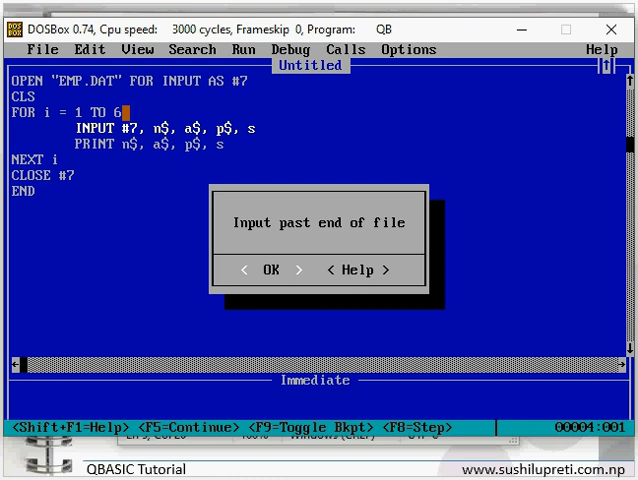 DOSBox 0.74, Cpu speed: 3000 cycles, Frameskip 0, Program: QB
File Edit View Search Run Debug Calls Options Help
Untitled
OPEN "EMP.DAT" FOR INPUT AS #7
CLS
FOR i = 1 TO 6
INPUT #7, n$, a$, p$, s
PRINT n$, a$, p$, s
NEXT i
CLOSE #7
END
Input past end of file
< OK > < Help >
Immediate
<Shift+F1=Help> <F5=Continue> <F9=Toggle Bkpt> <F8=Step> 00004:001
QBASIC Tutorial
www.sushilupreti.com.np